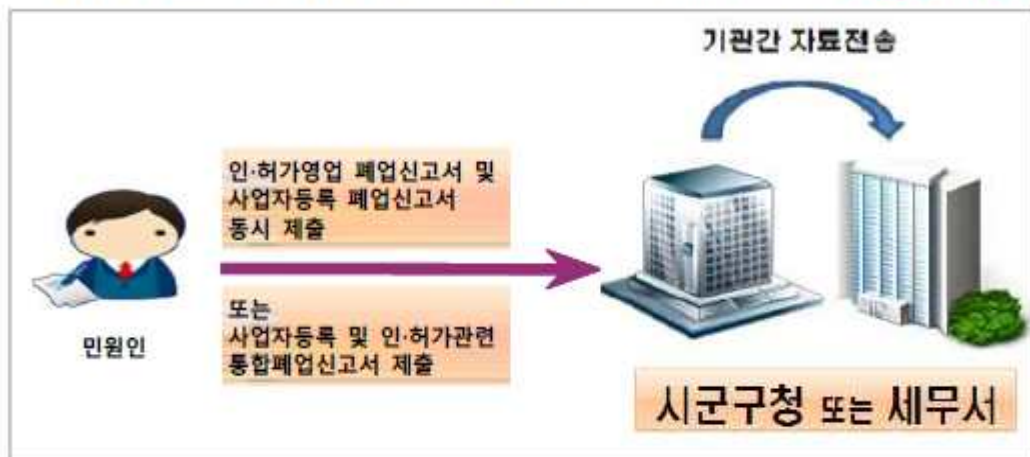 기관간 자료전송
인·허가영업 폐업신고서 및
사업자등록 폐업신고서
동시 제출
또는
사업자등록 및 인·허가관련
통합폐업신고서 제출
민원인
시군구청 또는 세무서